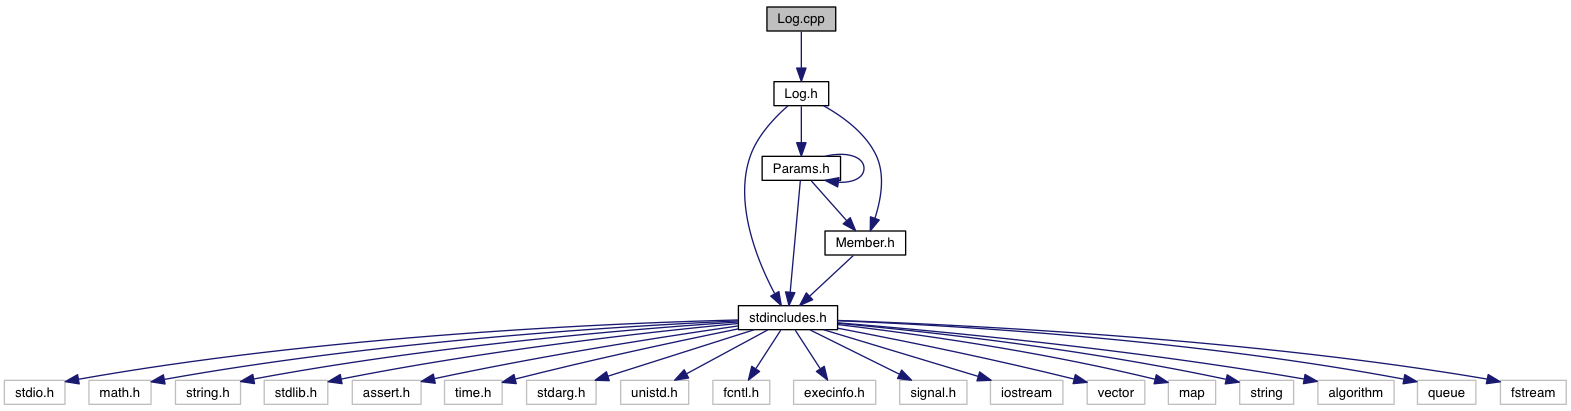 Log.cpp
Log.h
Params.h
Member.h
stdincludes.h
stdio.h
math.h
string.h
stdlib.h
assert.h
time.h
stdarg.h
unistd.h
fcntl.h
execinfo.h
signal.h
iostream
vector
map
string
algorithm
queue
fstream